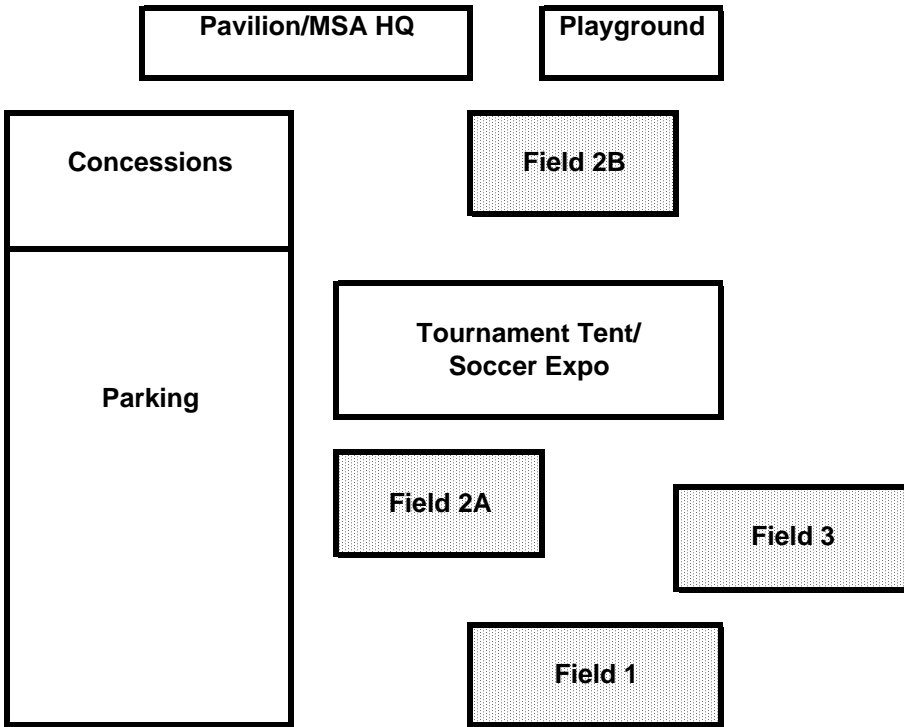 Pavilion/MSA HQ
Playground
Concessions
Field 2B
Tournament Tent/
Soccer Expo
Parking
Field 2A
Field 3
Field 1